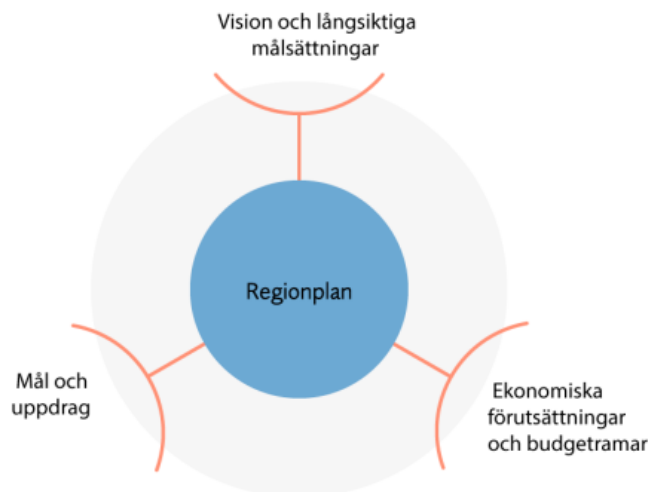 Vision och långsiktiga
målsättningar
Regionplan
Mål och
uppdrag
Ekonomiska
förutsättningar
och budgetramar